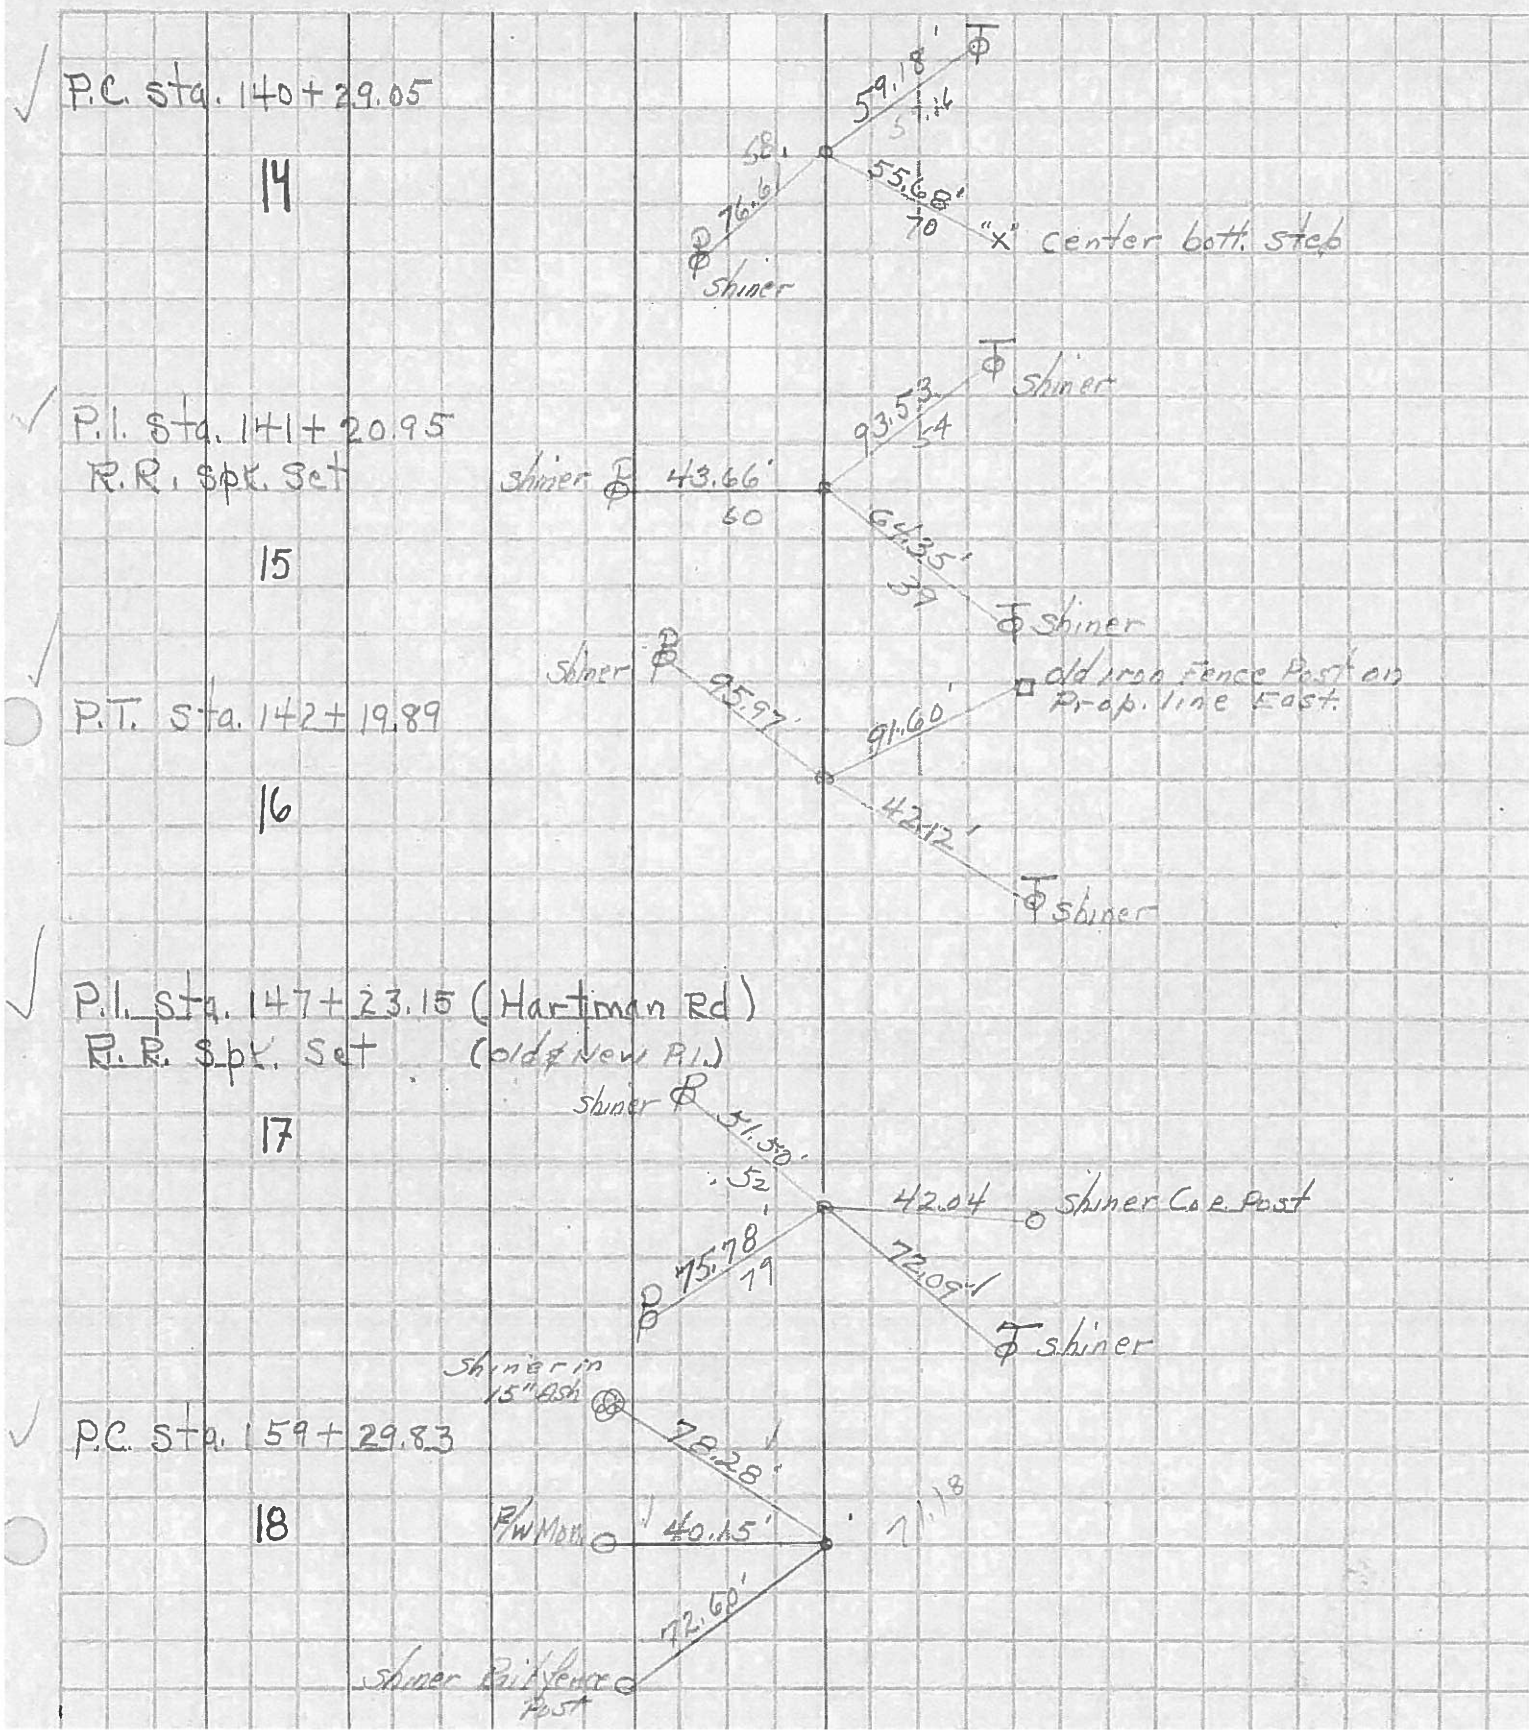 P.C. Sta. 140+29.05
14
59.18'
55.68'
70
76.61
"X" Center bott. step
Shiner
P.I. Sta. 141+20.95
R.R. Spk. Set
15
93.53
54
Shiner
Shiner P 43.66'
60
64.35'
39
T Shiner
P.T. Sta. 142+19.89
16
Shiner P
95.97'
91.60'
old iron Fence Post on
Prop. line East.
42.12'
T Shiner
P.I. Sta. 147+23.15 (Hartman Rd)
R.R. Spk. Set (old & New P.I.)
17
Shiner P
51.50'
.52
42.04 Shiner Post
75.78'
79
P
72.09'
T Shiner
P.C. Sta. 159+29.83
18
Shiner in
15" Ash
78.28'
R/W Mon. 40.15'
71.18
72.60'
Shiner Rail fence
Post